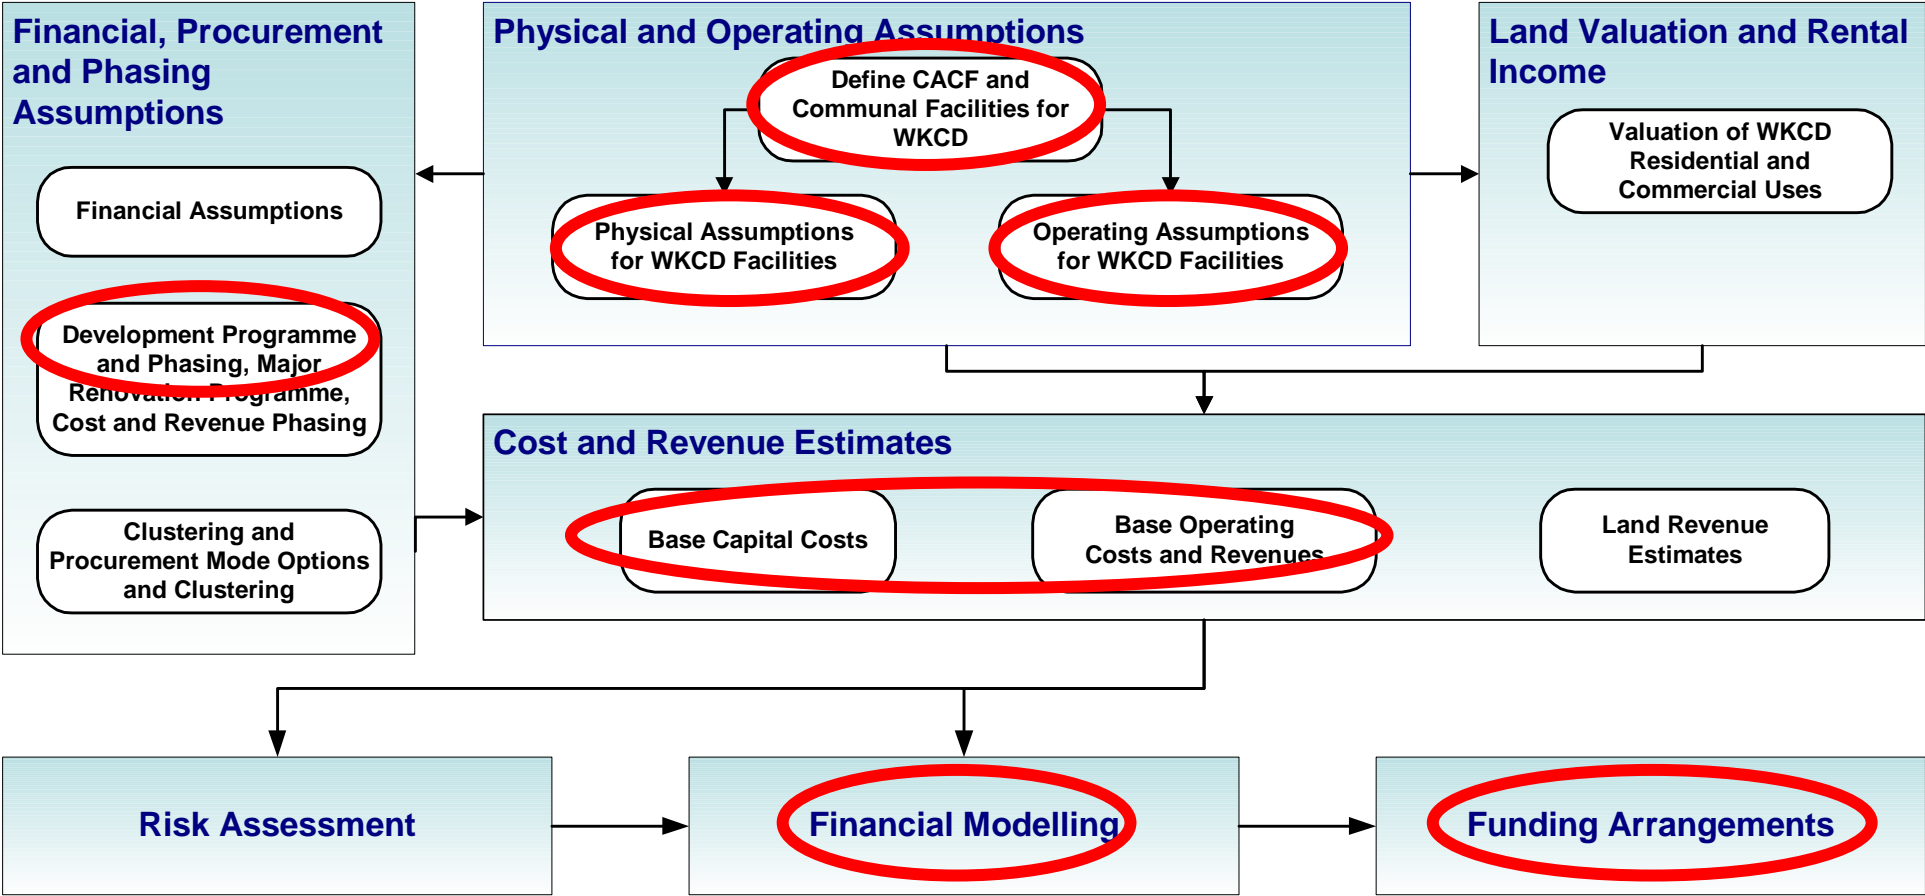 Financial, Procurement
and Phasing
Assumptions
Financial Assumptions
Development Programme
and Phasing, Major
Renovation Programme,
Cost and Revenue Phasing
Clustering and
Procurement Mode Options
and Clustering
Physical and Operating Assumptions
Define CACF and
Communal Facilities for
WKCD
Physical Assumptions
for WKCD Facilities
Operating Assumptions
for WKCD Facilities
Land Valuation and Rental
Income
Valuation of WKCD
Residential and
Commercial Uses
Cost and Revenue Estimates
Base Capital Costs
Base Operating
Costs and Revenues
Land Revenue
Estimates
Risk Assessment
Financial Modelling
Funding Arrangements